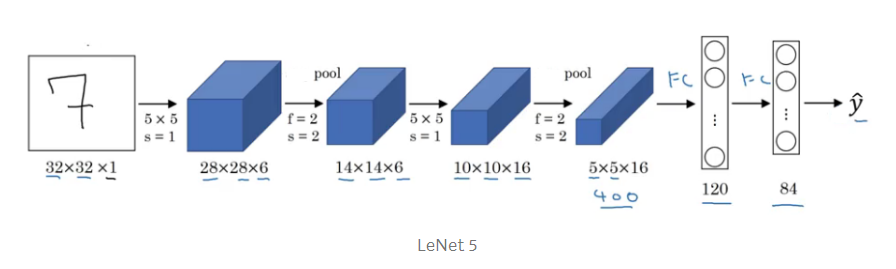 7
5 × 5
s = 1
pool
f = 2
s = 2
5 × 5
s = 1
pool
f = 2
s = 2
FC
FC
ŷ
32×32 ×1
28×28×6
14×14×6
10×10×16
5×5×16
400
120
84
LeNet 5